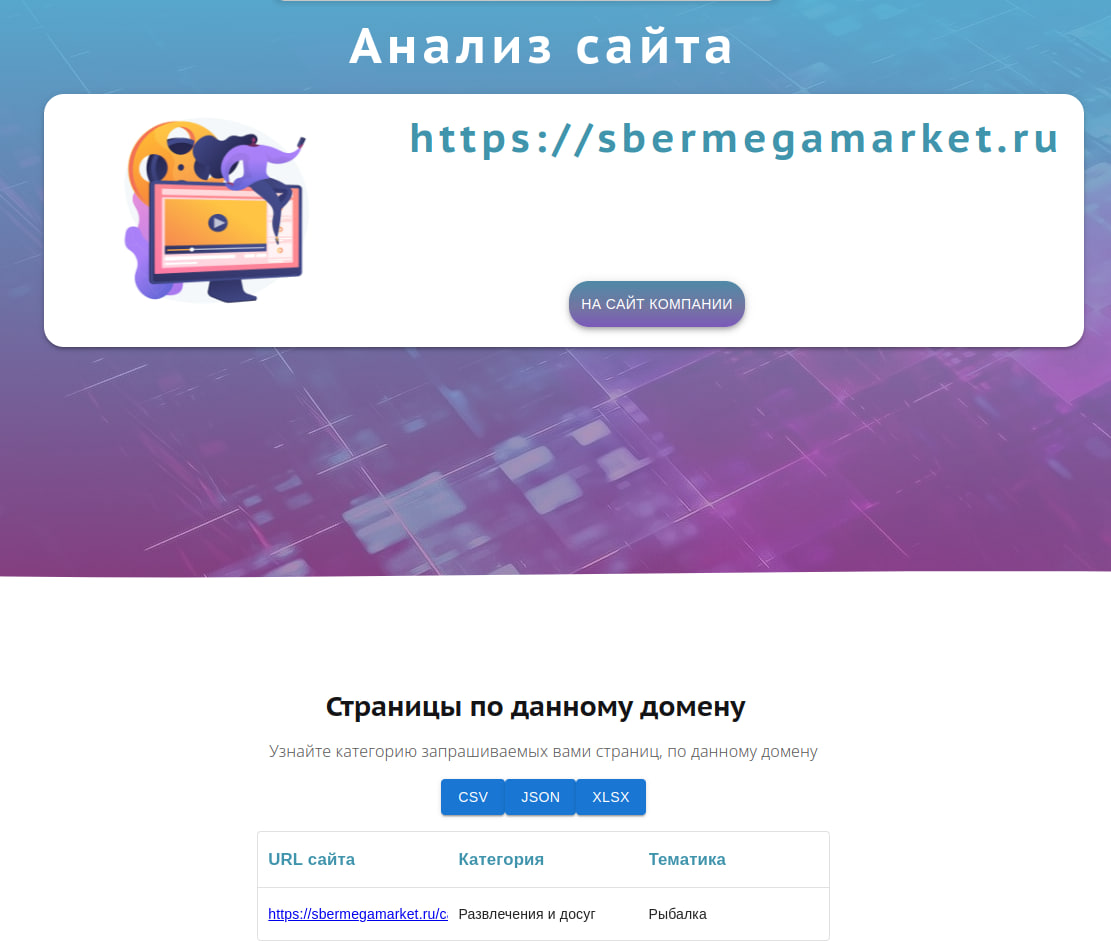 Анализ сайта
https://sbermegamarket.ru
НА САЙТ КОМПАНИИ
Страницы по данному домену
Узнайте категорию запрашиваемых вами страниц, по данному домену
CSV JSON XLSX
URL сайта Категория Тематика
https://sbermegamarket.ru/c Развлечения и досуг Рыбалка